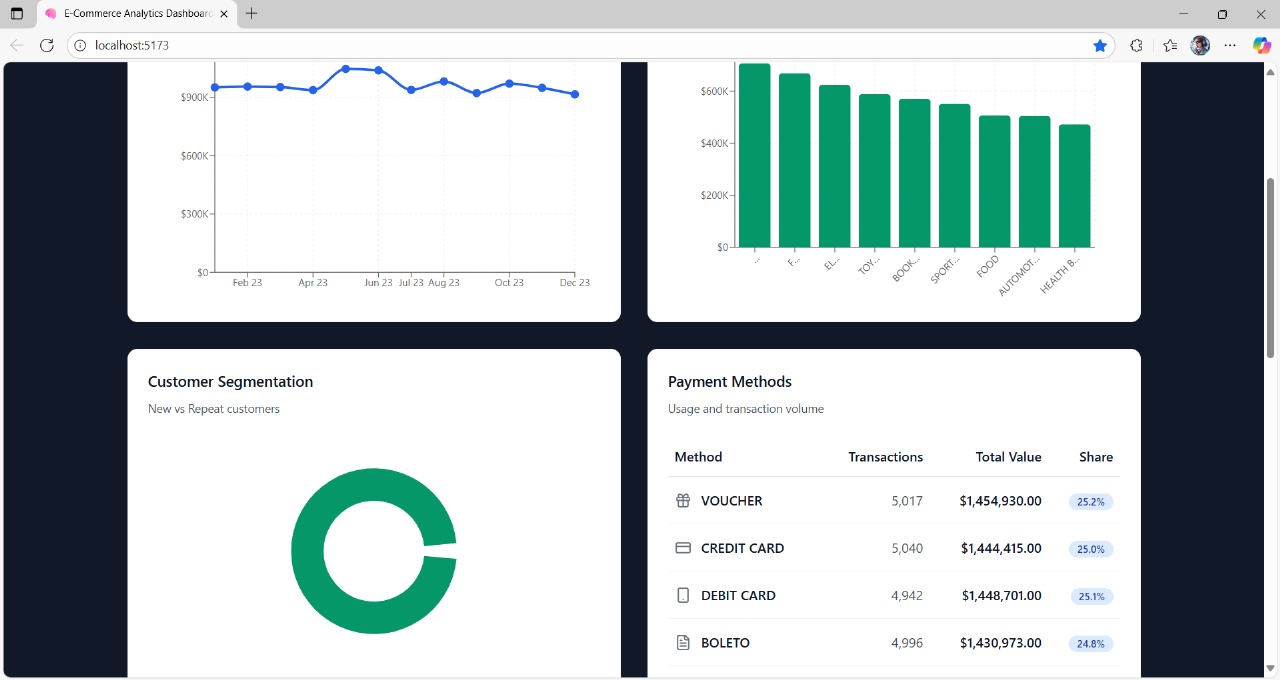 E-Commerce Analytics Dashboard
localhost:5173
$900K
$600K
$300K
$0
Feb 23 Apr 23 Jun 23 Jul 23 Aug 23 Oct 23 Dec 23
$600K
$400K
$200K
$0
... F... EL... TOY... BOOK... SPORT... FOOD AUTOMOT... HEALTH B...
Customer Segmentation
New vs Repeat customers
Payment Methods
Usage and transaction volume
Method Transactions Total Value Share
VOUCHER 5,017 $1,454,930.00 25.2%
CREDIT CARD 5,040 $1,444,415.00 25.0%
DEBIT CARD 4,942 $1,448,701.00 25.1%
BOLETO 4,996 $1,430,973.00 24.8%